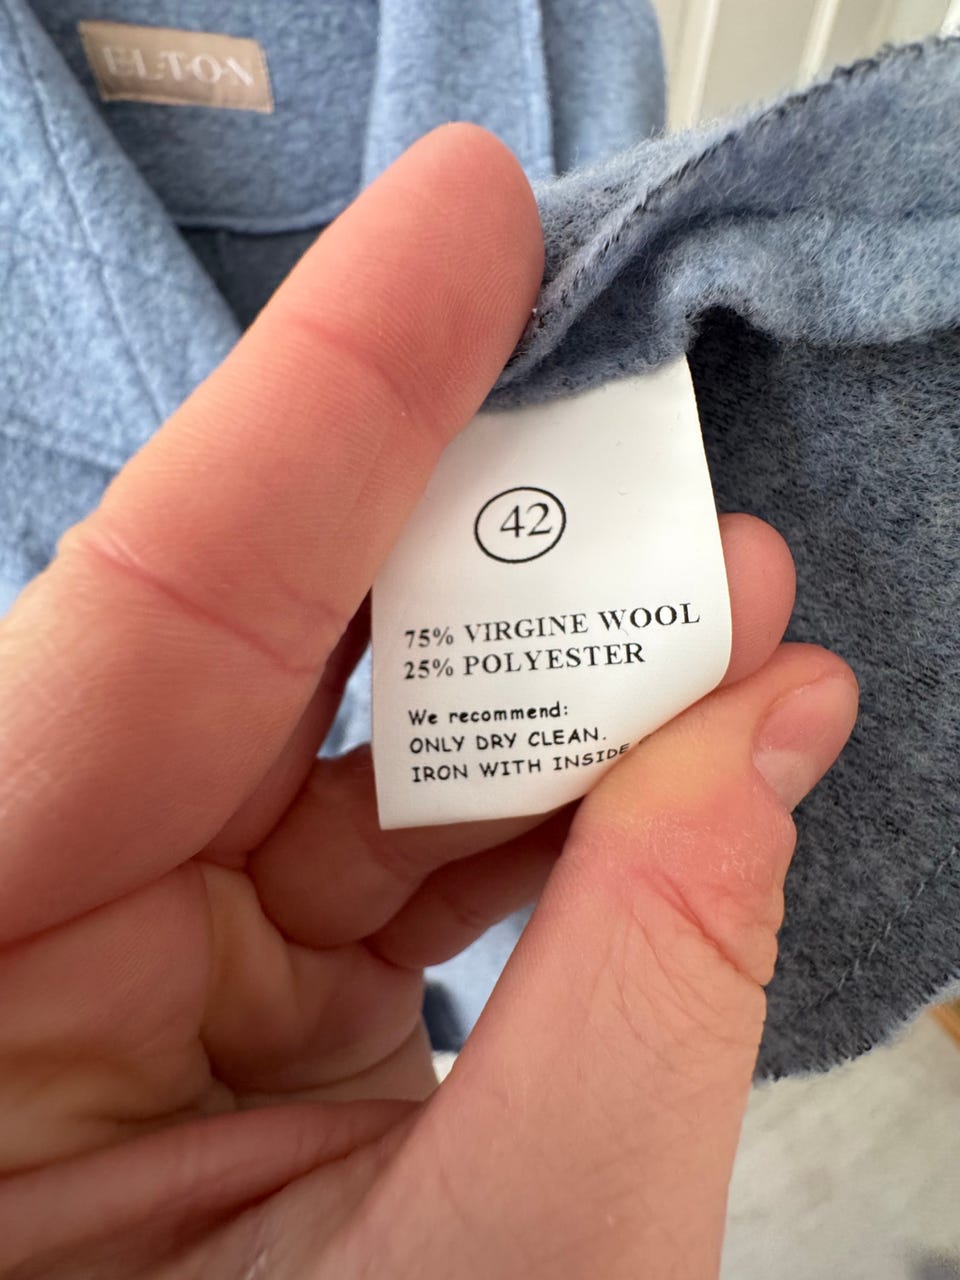 ELTON
42
75% VIRGINE WOOL
25% POLYESTER
We recommend:
ONLY DRY CLEAN.
IRON WITH INSIDE